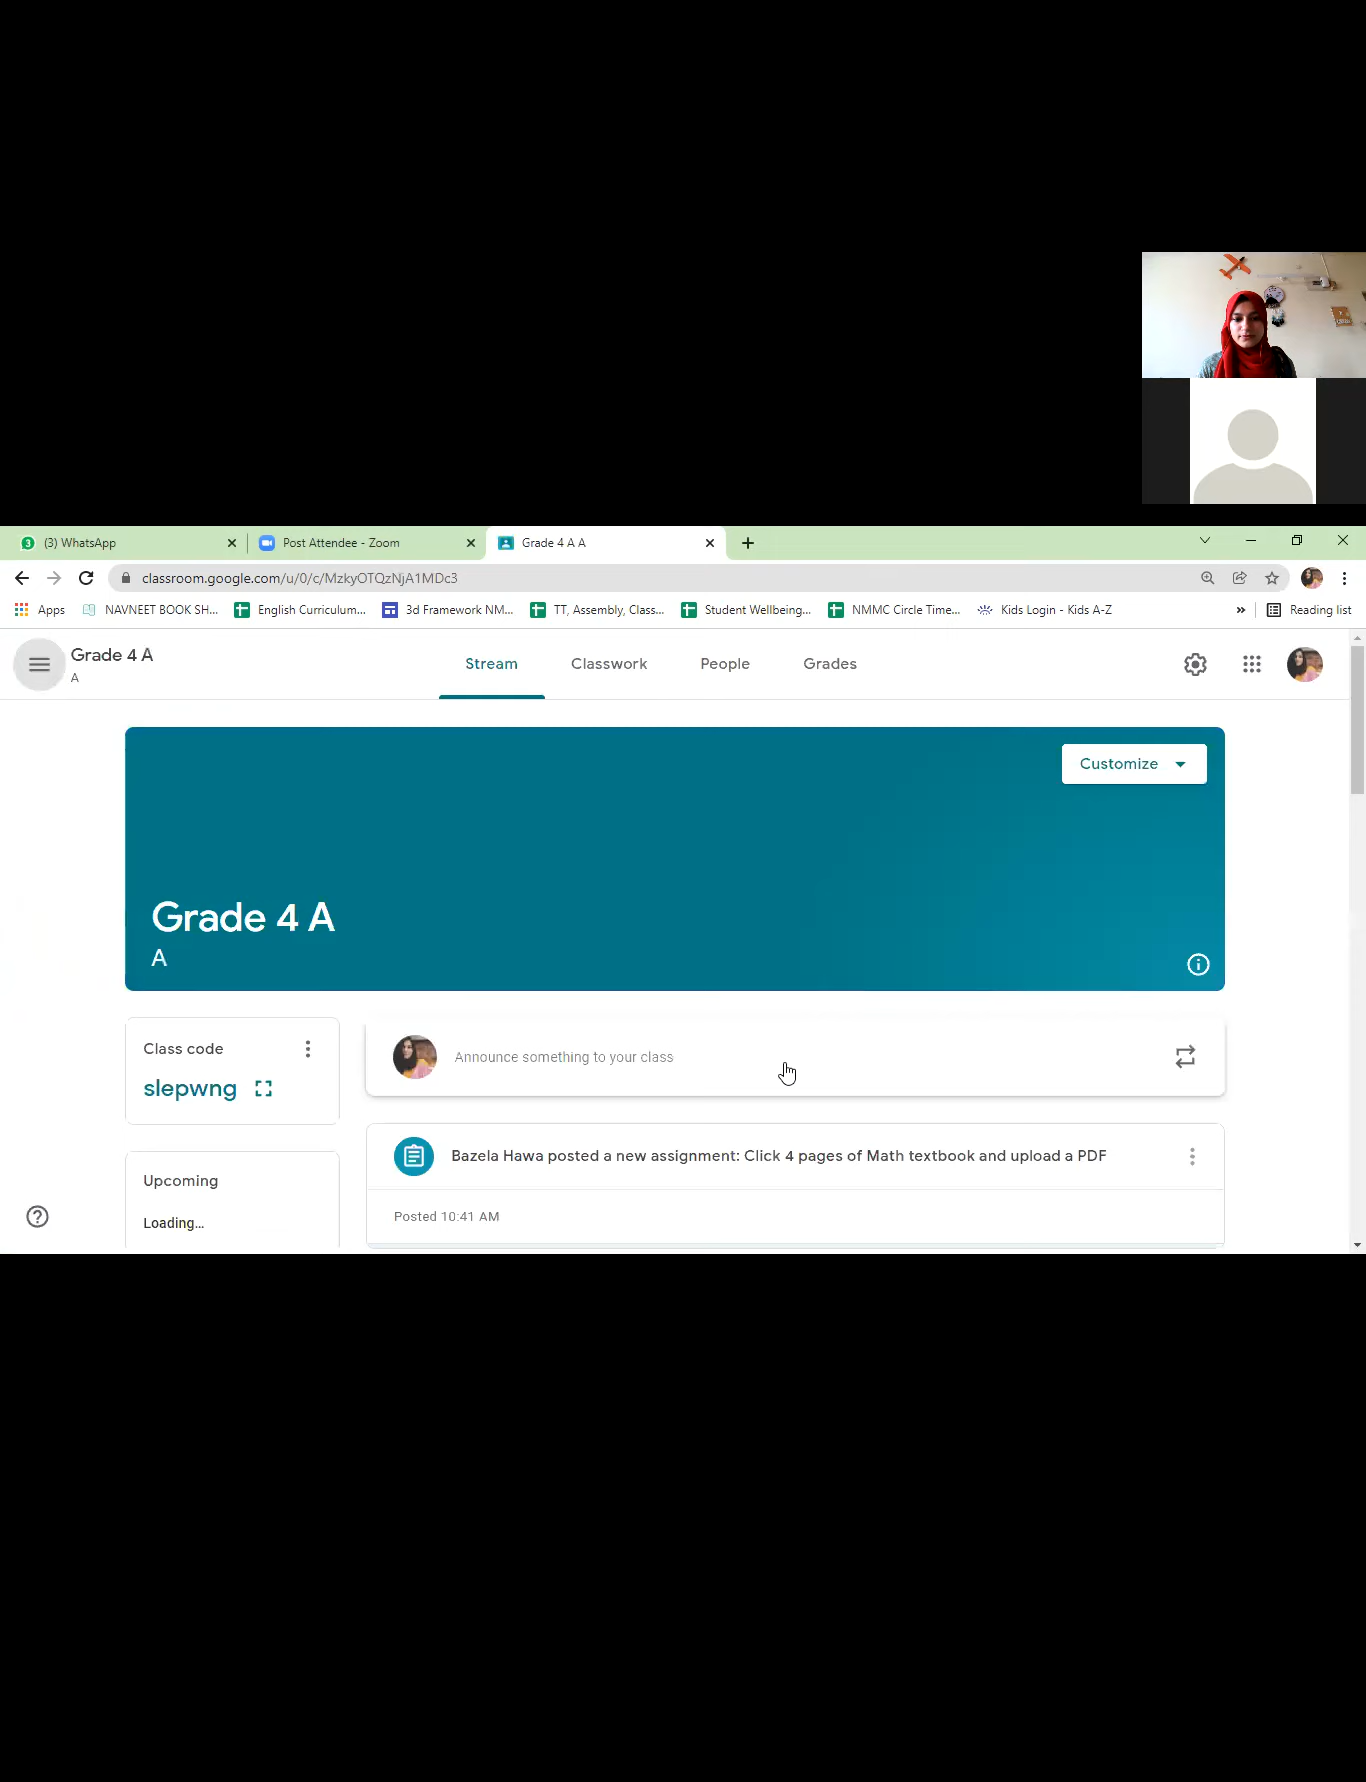 (3) WhatsApp
Post Attendee - Zoom
Grade 4 A A
classroom.google.com/u/0/c/MzkyOTQzNjA1MDc3
Apps
NAVNEET BOOK SH...
English Curriculum...
3d Framework NM...
TT, Assembly, Class...
Student Wellbeing...
NMMC Circle Time...
Kids Login - Kids A-Z
»
Reading list
Grade 4 A
A
Stream
Classwork
People
Grades
Customize
Grade 4 A
A
Class code
slepwng
Announce something to your class
Bazela Hawa posted a new assignment: Click 4 pages of Math textbook and upload a PDF
Posted 10:41 AM
Upcoming
Loading...